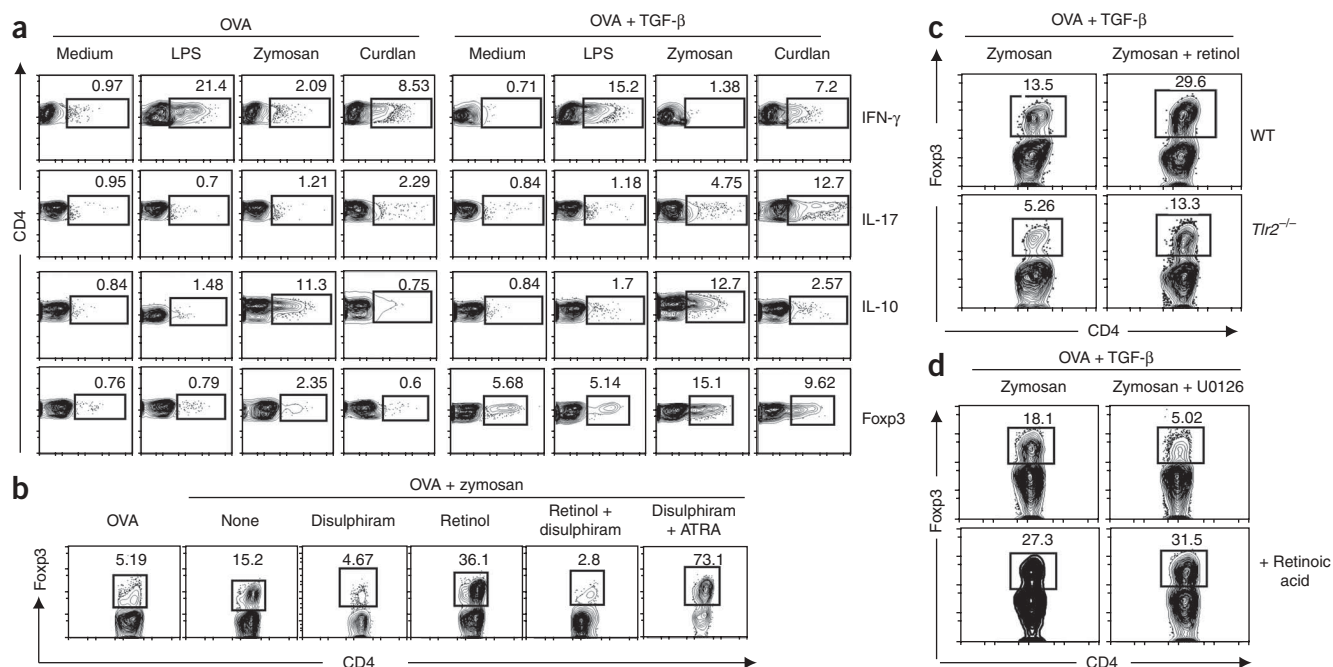 a
OVA
OVA + TGF-β
Medium LPS Zymosan Curdlan Medium LPS Zymosan Curdlan
0.97 21.4 2.09 8.53 0.71 15.2 1.38 7.2
IFN-γ
0.95 0.7 1.21 2.29 0.84 1.18 4.75 12.7
IL-17
0.84 1.48 11.3 0.75 0.84 1.7 12.7 2.57
IL-10
0.76 0.79 2.35 0.6 5.68 5.14 15.1 9.62
Foxp3
CD4
b
OVA + zymosan
OVA None Disulphiram Retinol Retinol + disulphiram Disulphiram + ATRA
5.19 15.2 4.67 36.1 2.8 73.1
Foxp3
CD4
c
OVA + TGF-β
Zymosan Zymosan + retinol
13.5 29.6
WT
5.26 13.3
Tlr2–/–
Foxp3
CD4
d
OVA + TGF-β
Zymosan Zymosan + U0126
18.1 5.02
27.3 31.5
+ Retinoic
acid
Foxp3
CD4